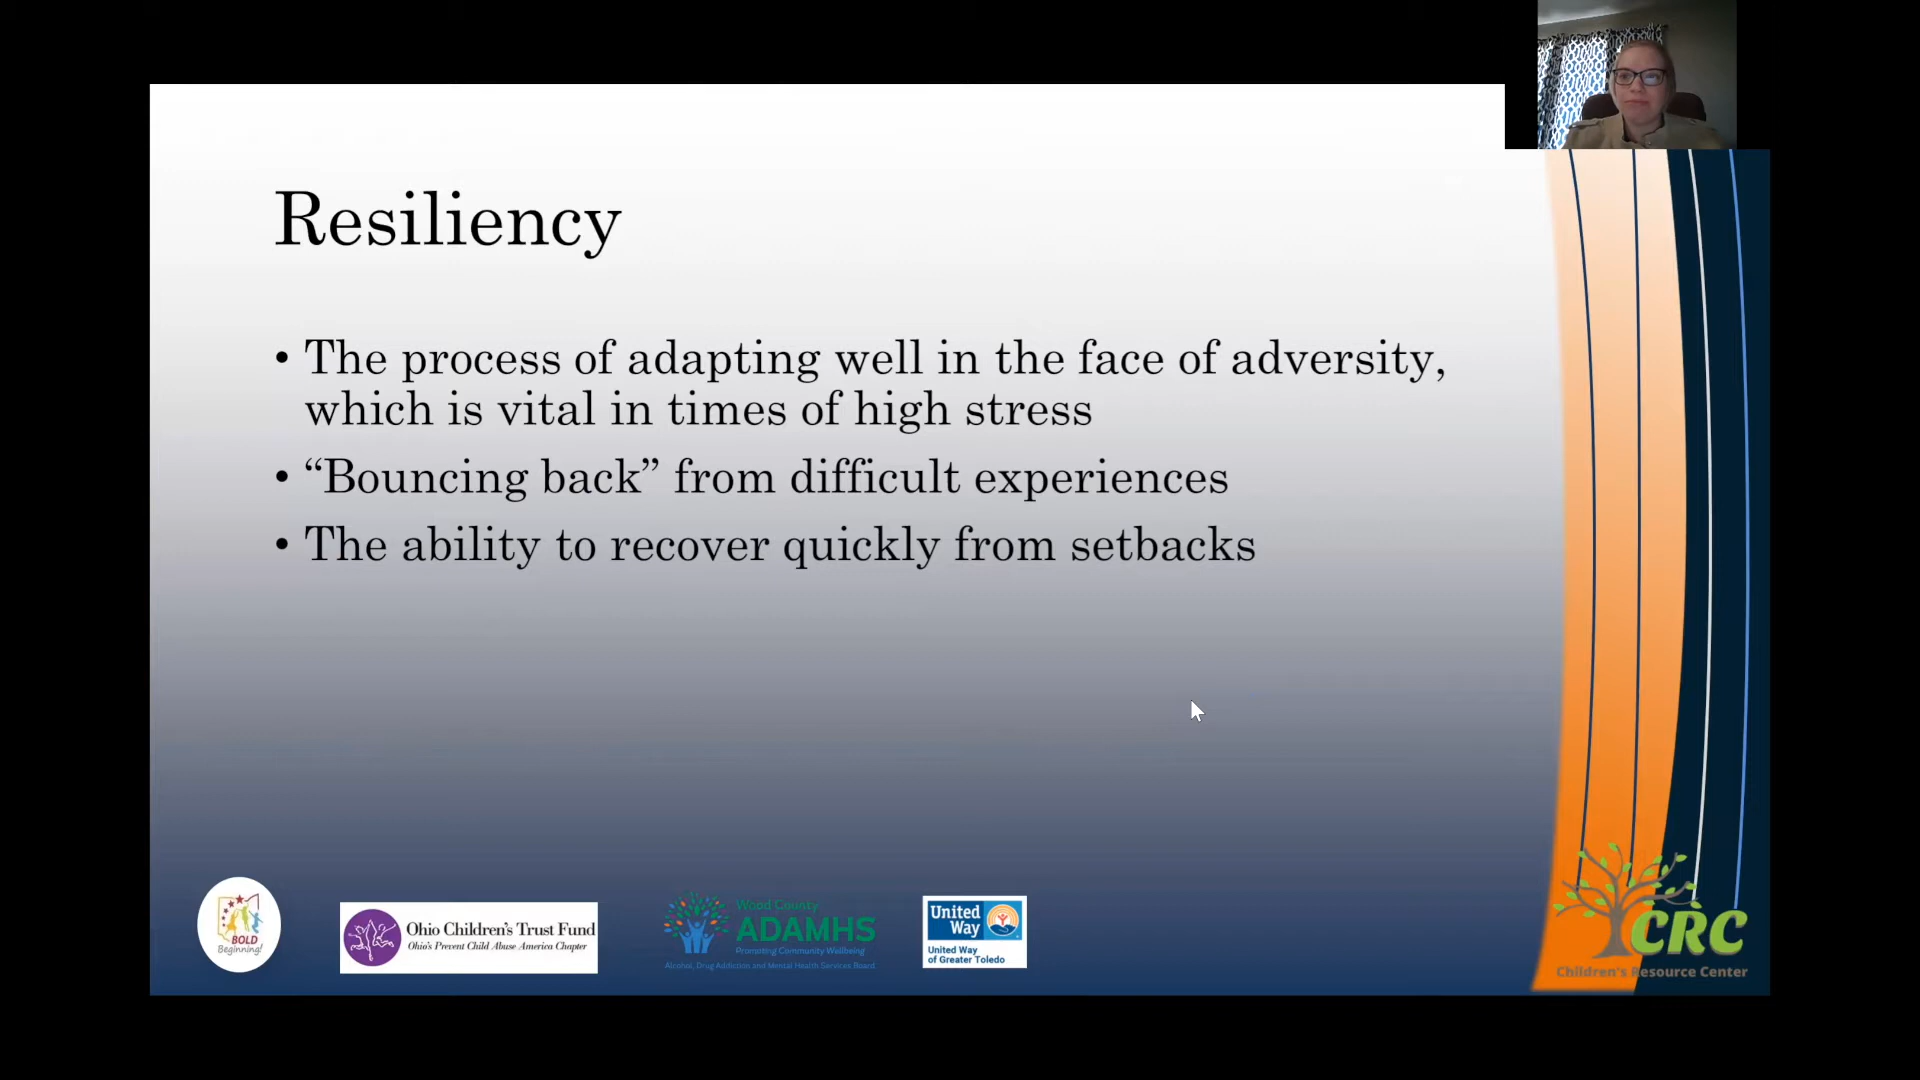 Resiliency
• The process of adapting well in the face of adversity,
which is vital in times of high stress
• “Bouncing back” from difficult experiences
• The ability to recover quickly from setbacks
BOLD
Beginning!
Ohio Children's Trust Fund
Ohio's Prevent Child Abuse America Chapter
Wood County
ADAMHS
Promoting Community Wellbeing
Alcohol, Drug Addiction and Mental Health Services Board
United
Way
United Way
of Greater Toledo
CRC
Children's Resource Center